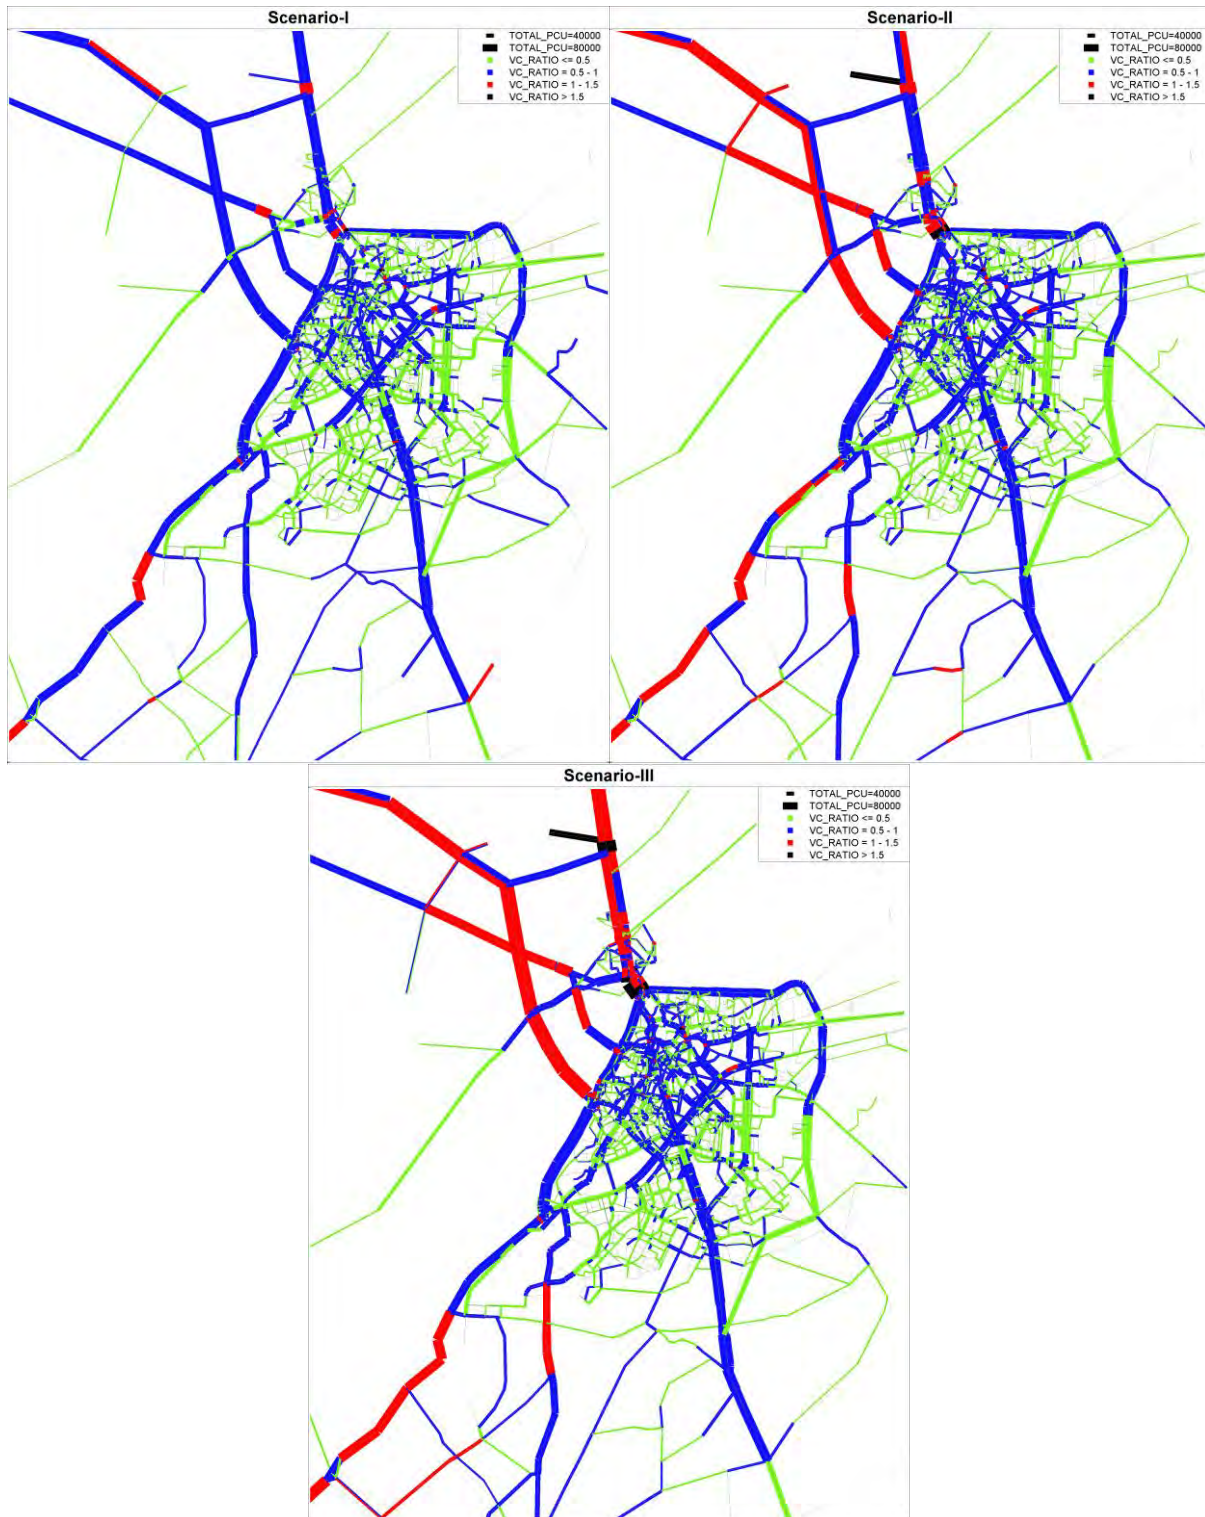 Scenario-I
TOTAL_PCU=40000
TOTAL_PCU=80000
VC_RATIO <= 0.5
VC_RATIO = 0.5 - 1
VC_RATIO = 1 - 1.5
VC_RATIO > 1.5
Scenario-II
TOTAL_PCU=40000
TOTAL_PCU=80000
VC_RATIO <= 0.5
VC_RATIO = 0.5 - 1
VC_RATIO = 1 - 1.5
VC_RATIO > 1.5
Scenario-III
TOTAL_PCU=40000
TOTAL_PCU=80000
VC_RATIO <= 0.5
VC_RATIO = 0.5 - 1
VC_RATIO = 1 - 1.5
VC_RATIO > 1.5